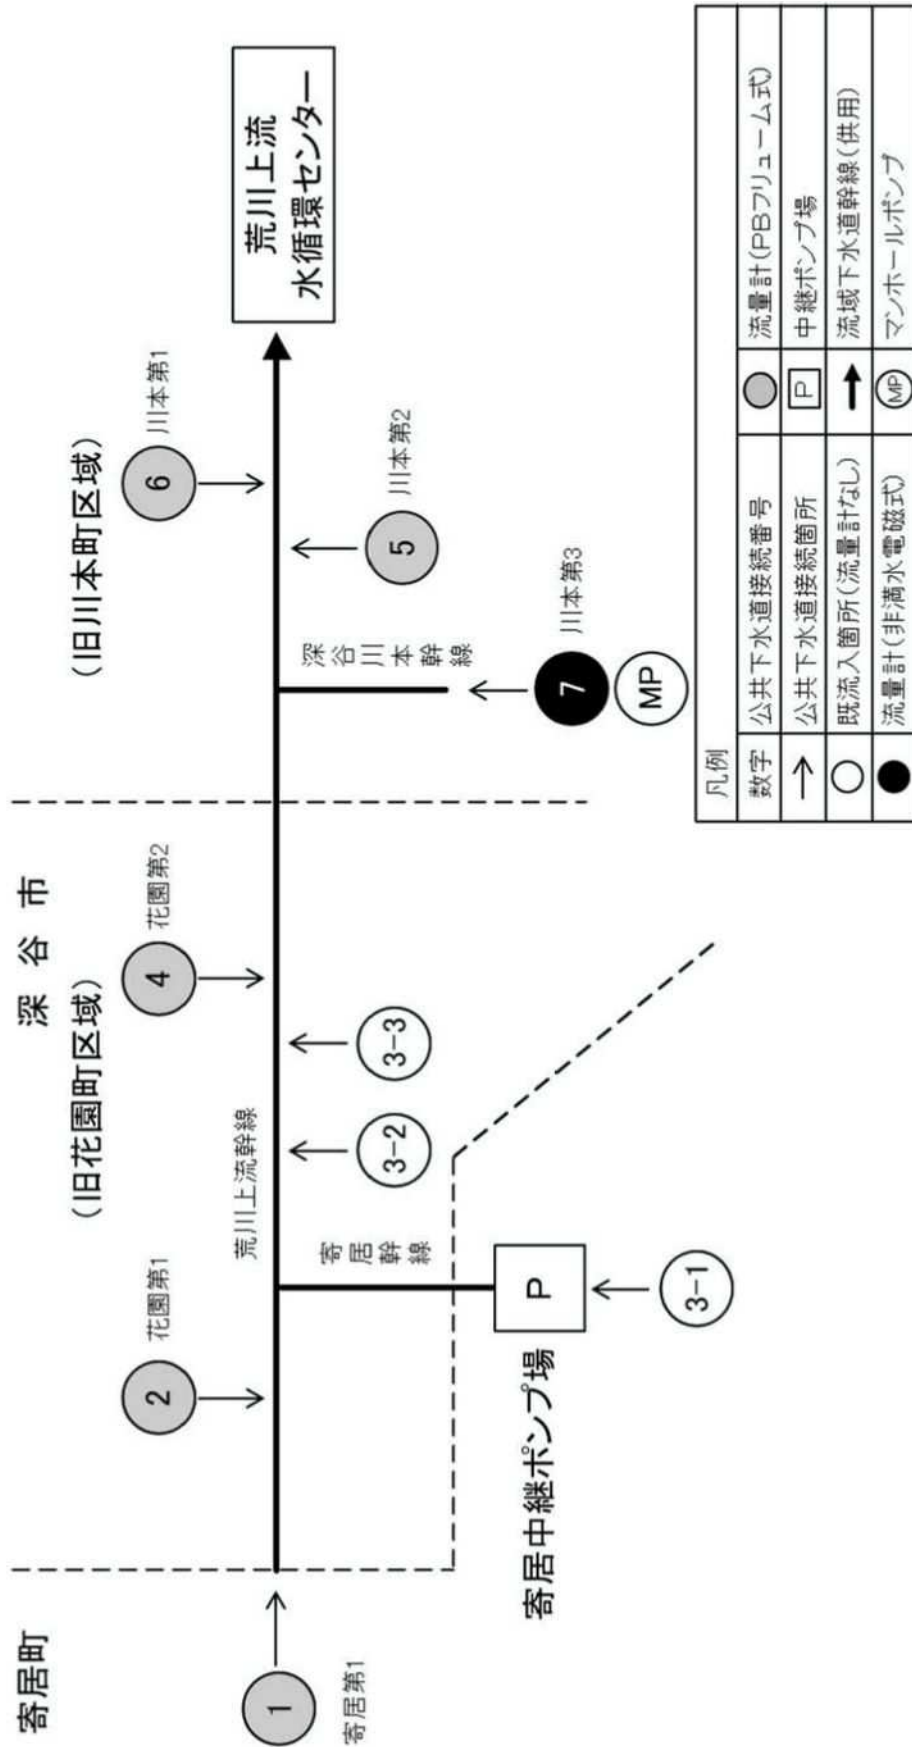 寄居町
深谷市
(旧花園町区域)
(旧川本町区域)
荒川上流
水循環センター
1
寄居第1
2
花園第1
荒川上流幹線
寄居幹線
P
寄居中継ポンプ場
3-1
3-2
3-3
4
花園第2
深谷川本幹線
7
川本第3
MP
5
川本第2
6
川本第1
凡例
数字 公共下水道接続番号 流量計(PBフリューム式)
公共下水道接続箇所 P 中継ポンプ場
既流入箇所(流量計なし) 流域下水道幹線(供用)
流量計(非満水電磁式) MP マンホールポンプ